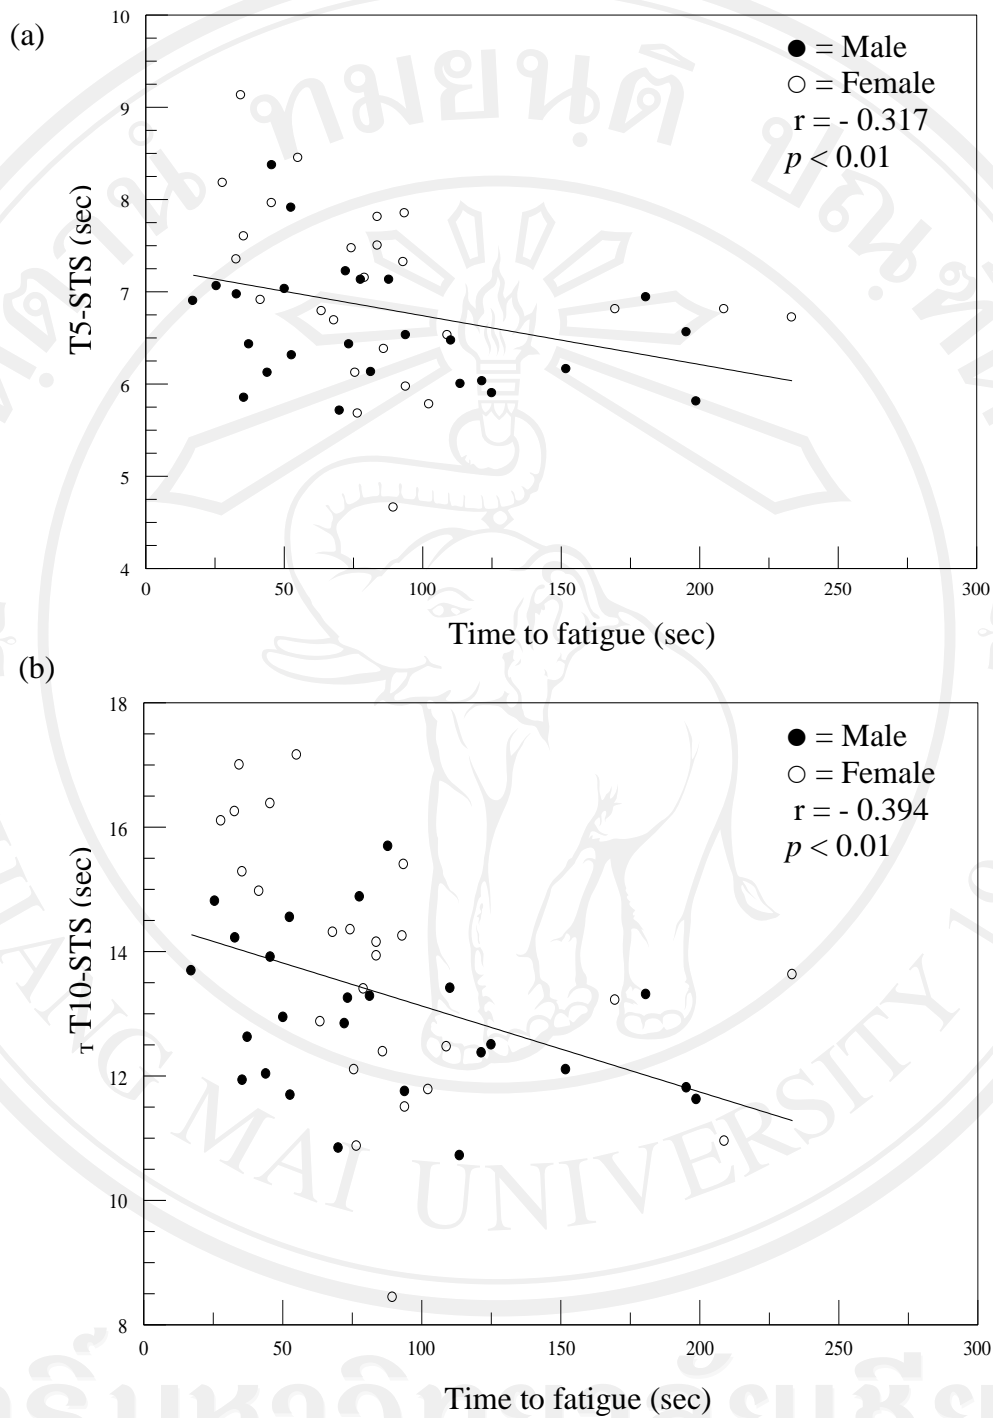 (a)
10
9
8
7
6
5
4
T5-STS (sec)
● = Male
○ = Female
r = - 0.317
p < 0.01
0 50 100 150 200 250 300
Time to fatigue (sec)
(b)
18
16
14
12
10
8
T T10-STS (sec)
● = Male
○ = Female
r = - 0.394
p < 0.01
0 50 100 150 200 250 300
Time to fatigue (sec)
MAI UNIVERSITY